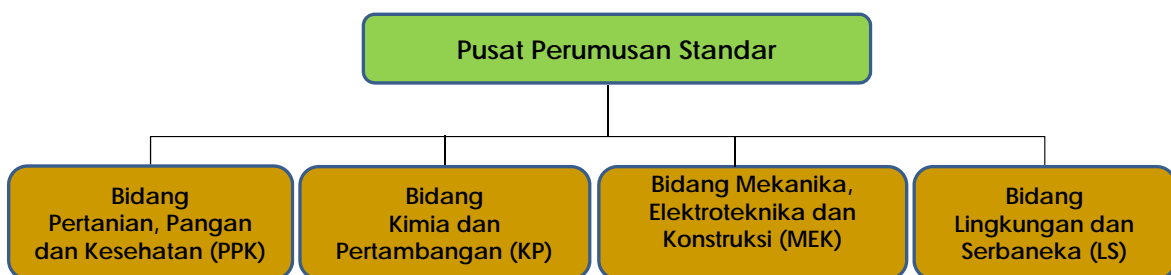 Pusat Perumusan Standar
Bidang
Pertanian, Pangan
dan Kesehatan (PPK)
Bidang
Kimia dan
Pertambangan (KP)
Bidang Mekanika,
Elektroteknika dan
Konstruksi (MEK)
Bidang
Lingkungan dan
Serbaneka (LS)